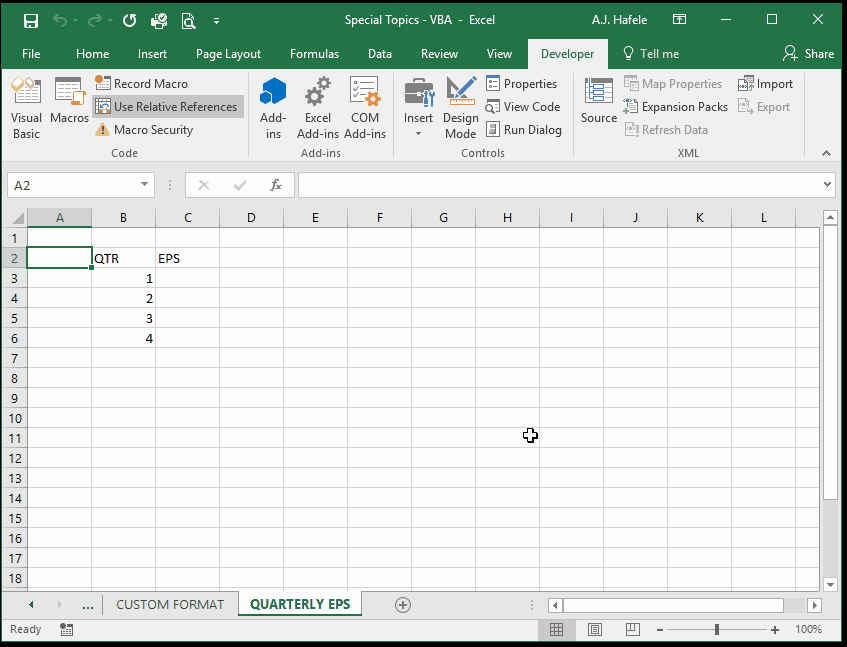 Special Topics - VBA - Excel
A.J. Hafele
File Home Insert Page Layout Formulas Data Review View Developer Tell me Share
Visual Basic
Macros
Record Macro
Use Relative References
Macro Security
Code
Add-ins
Excel Add-ins
COM Add-ins
Add-ins
Insert
Design Mode
Properties
View Code
Run Dialog
Controls
Source
Map Properties
Expansion Packs
Refresh Data
Import
Export
XML
A2 fx
A B C D E F G H I J K L
1
2 QTR EPS
3 1
4 2
5 3
6 4
7
8
9
10
11
12
13
14
15
16
17
18
... CUSTOM FORMAT QUARTERLY EPS
Ready 100%